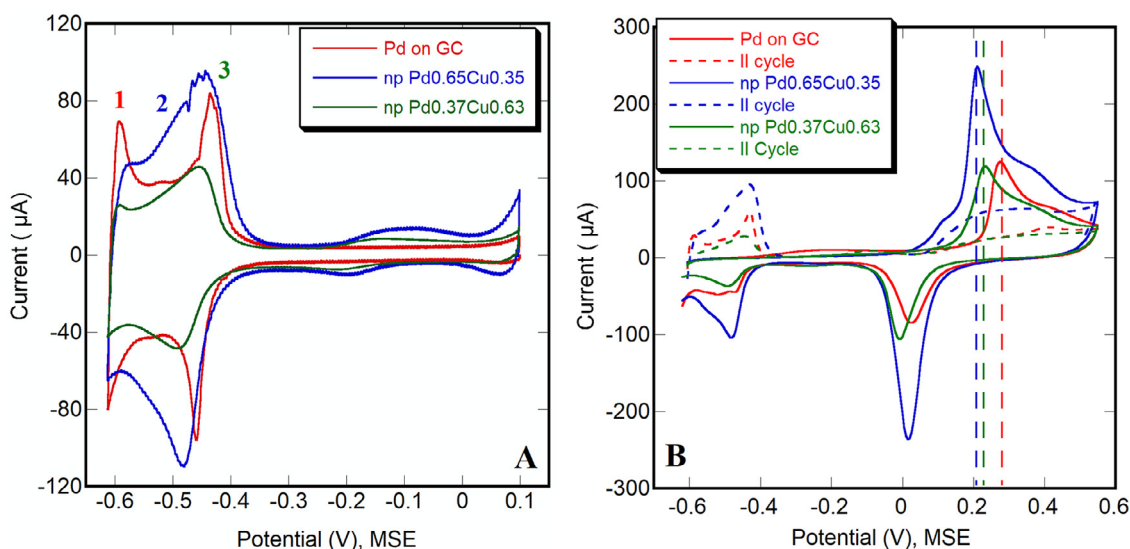 120
80
40
0
-40
-80
-120
Current ( µA)
Pd on GC
np Pd0.65Cu0.35
np Pd0.37Cu0.63
1
2
3
A
-0.6 -0.5 -0.4 -0.3 -0.2 -0.1 0 0.1
Potential (V), MSE
300
200
100
0
-100
-200
-300
Current ( µA)
Pd on GC
II cycle
np Pd0.65Cu0.35
II cycle
np Pd0.37Cu0.63
II Cycle
B
-0.6 -0.4 -0.2 0 0.2 0.4 0.6
Potential (V), MSE